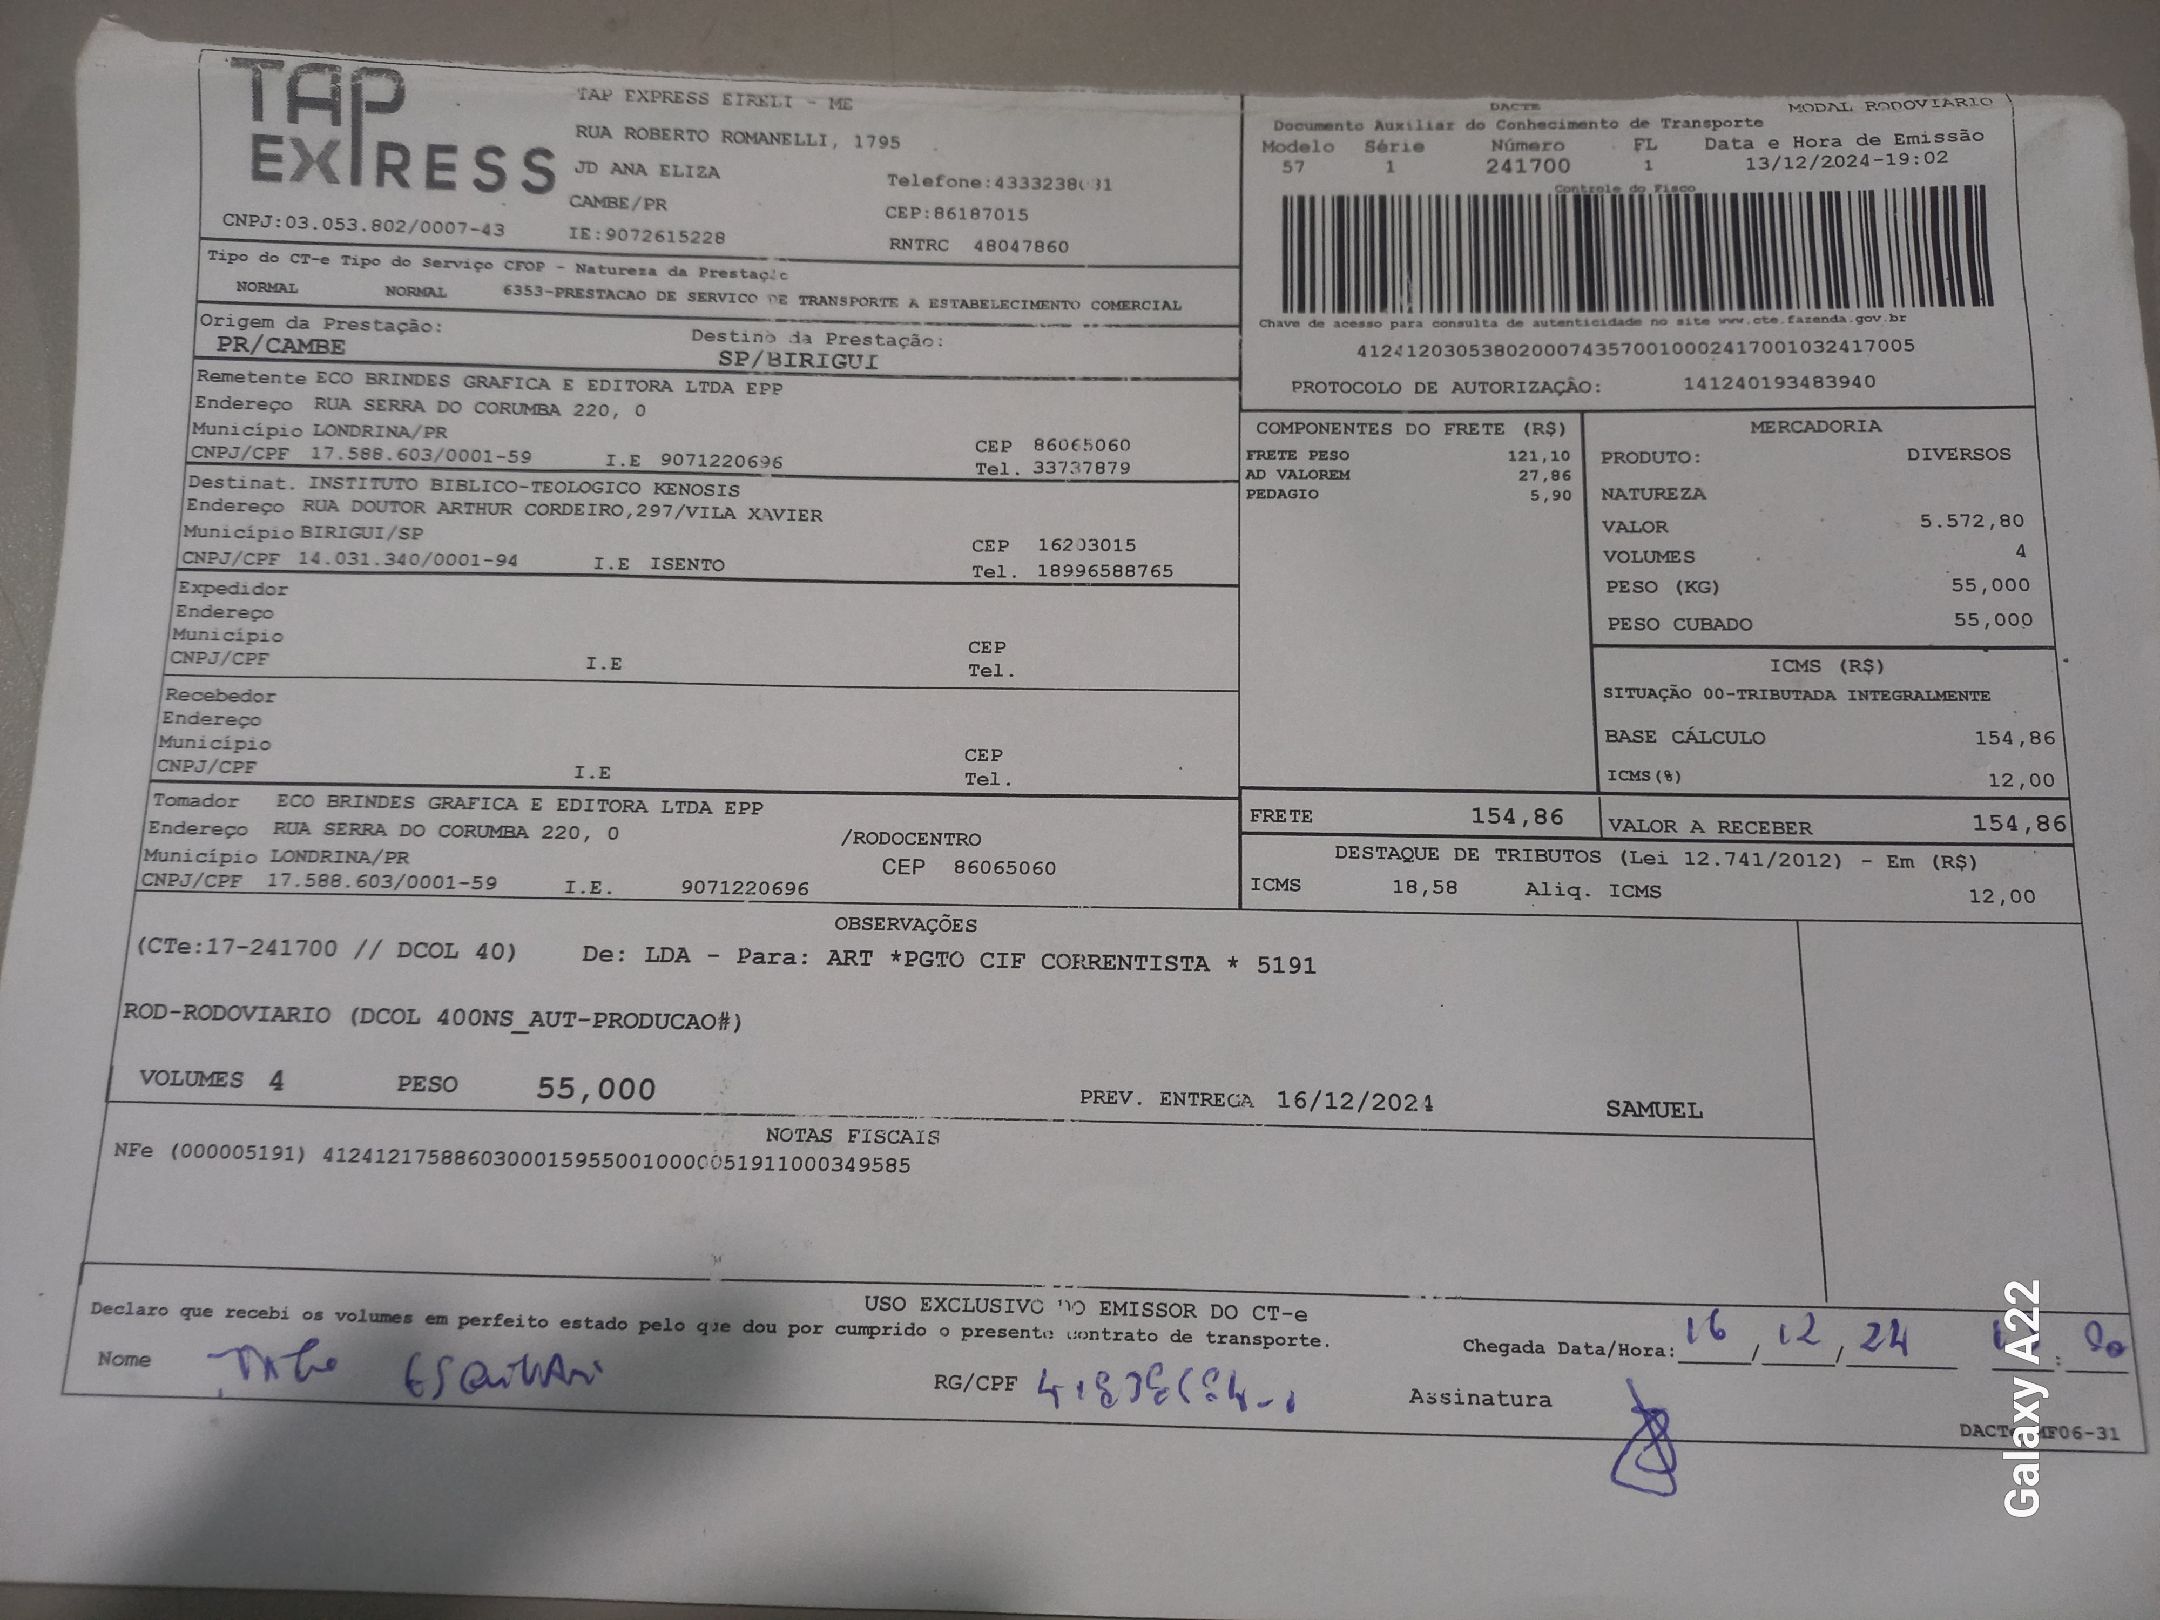 TAP EXPRESS
TAP EXPRESS EIRELI - ME
RUA ROBERTO ROMANELLI, 1795
JD ANA ELIZA
CAMBE/PR
CEP:86187015
CNPJ:03.053.802/0007-43
IE:9072615228
RNTRC 48047860
DACTE
MODAL RODOVIARIO
Documento Auxiliar do Conhecimento de Transporte
Modelo Série Número FL Data e Hora de Emissão
57 1 241700 1 13/12/2024-19:02
Controle do Fisco
Chave de acesso para consulta de autenticidade no site www.cte.fazenda.gov.br
41241203053802000743570010002417001032417005
PROTOCOLO DE AUTORIZAÇÃO: 141240193483940
Tipo do CT-e Tipo do Serviço CFOP - Natureza da
NORMAL NORMAL 6353-PRESTACAO DE SERVICO DE TRANSPORTE A ESTABELECIMENTO COMERCIAL
Origem da Prestação: Destino da Prestação:
PR/CAMBE SP/BIRIGUI
Remetente ECO BRINDES GRAFICA E EDITORA LTDA EPP
Endereço RUA SERRA DO CORUMBA 220, 0
Município LONDRINA/PR CEP 86065060
CNPJ/CPF 17.588.603/0001-59 I.E 9071220696 Tel. 33737879
Destinat. INSTITUTO BIBLICO-TEOLOGICO KENOSIS
Endereço RUA DOUTOR ARTHUR CORDEIRO,297/VILA XAVIER
Município BIRIGUI/SP CEP 16203015
CNPJ/CPF 14.031.340/0001-94 I.E ISENTO Tel. 18996588765
Expedidor
Endereço
Município CEP
CNPJ/CPF I.E Tel.
Recebedor
Endereço
Município CEP
CNPJ/CPF I.E Tel.
Tomador ECO BRINDES GRAFICA E EDITORA LTDA EPP
Endereço RUA SERRA DO CORUMBA 220, 0 /RODOCENTRO
Município LONDRINA/PR CEP 86065060
CNPJ/CPF 17.588.603/0001-59 I.E. 9071220696
COMPONENTES DO FRETE (R$)
FRETE PESO 121,10
AD VALOREM 27,86
PEDAGIO 5,90
MERCADORIA
PRODUTO: DIVERSOS
NATUREZA
VALOR 5.572,80
VOLUMES 4
PESO (KG) 55,000
PESO CUBADO 55,000
ICMS (R$)
SITUAÇÃO 00-TRIBUTADA INTEGRALMENTE
BASE CÁLCULO 154,86
ICMS(%) 12,00
FRETE 154,86 VALOR A RECEBER 154,86
DESTAQUE DE TRIBUTOS (Lei 12.741/2012) - Em (R$)
ICMS 18,58 Aliq. ICMS 12,00
OBSERVAÇÕES
(CTe:17-241700 // DCOL 40) De: LDA - Para: ART *PGTO CIF CORRENTISTA * 5191
ROD-RODOVIARIO (DCOL 400NS_AUT-PRODUCAO#)
VOLUMES 4 PESO 55,000 PREV. ENTREGA 16/12/2024 SAMUEL
NOTAS FISCAIS
NFe (000005191) 41241217588603000159550010000051911000349585
USO EXCLUSIVO DO EMISSOR DO CT-e
Declaro que recebi os volumes em perfeito estado pelo que dou por cumprido o presente contrato de transporte.
Chegada Data/Hora: 16 / 12 / 24 :
Nome
RG/CPF
Assinatura
Galaxy A22